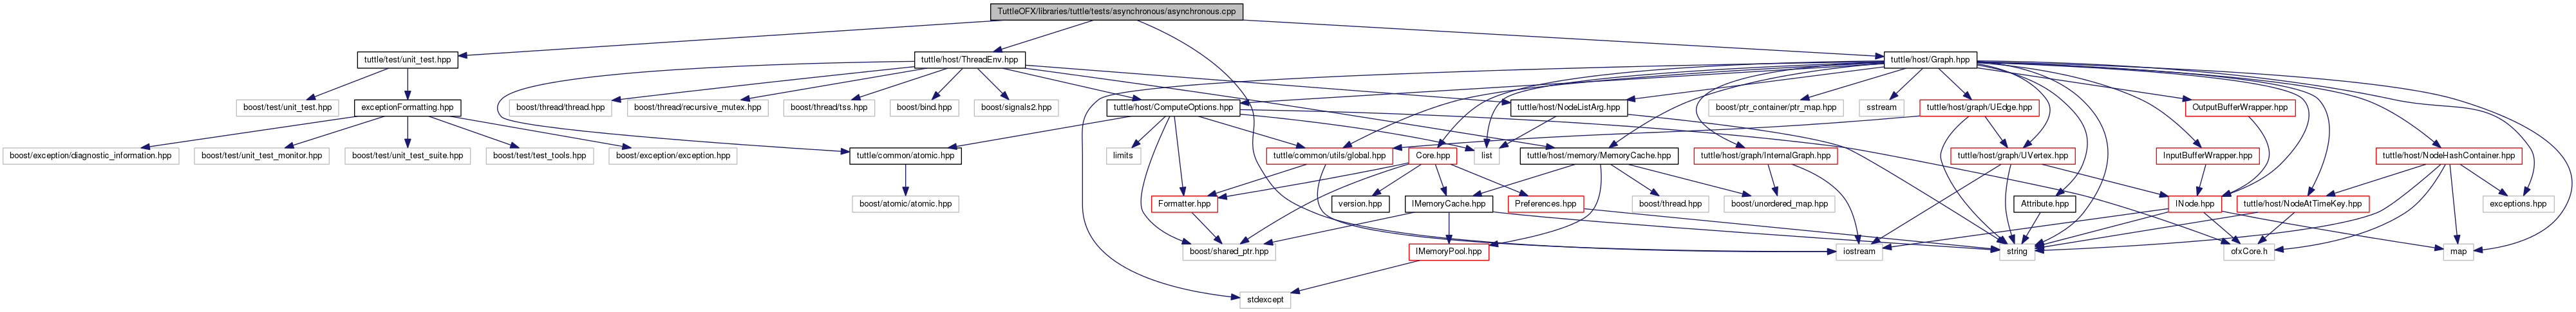 TuttleOFX/libraries/tuttle/tests/asynchronous/asynchronous.cpp
tuttle/test/unit_test.hpp
tuttle/host/ThreadEnv.hpp
tuttle/host/Graph.hpp
boost/test/unit_test.hpp
exceptionFormatting.hpp
boost/thread/thread.hpp
boost/thread/recursive_mutex.hpp
boost/thread/tss.hpp
boost/bind.hpp
boost/signals2.hpp
tuttle/host/ComputeOptions.hpp
tuttle/host/NodeListArg.hpp
boost/ptr_container/ptr_map.hpp
sstream
tuttle/host/graph/UEdge.hpp
OutputBufferWrapper.hpp
boost/exception/diagnostic_information.hpp
boost/test/unit_test_monitor.hpp
boost/test/unit_test_suite.hpp
boost/test/test_tools.hpp
boost/exception/exception.hpp
tuttle/common/atomic.hpp
limits
tuttle/common/utils/global.hpp
Core.hpp
list
tuttle/host/memory/MemoryCache.hpp
tuttle/host/graph/InternalGraph.hpp
tuttle/host/graph/UVertex.hpp
InputBufferWrapper.hpp
tuttle/host/NodeHashContainer.hpp
boost/atomic/atomic.hpp
Formatter.hpp
version.hpp
IMemoryCache.hpp
Preferences.hpp
boost/thread.hpp
boost/unordered_map.hpp
Attribute.hpp
INode.hpp
tuttle/host/NodeAtTimeKey.hpp
exceptions.hpp
boost/shared_ptr.hpp
IMemoryPool.hpp
iostream
string
ofxCore.h
map
stdexcept